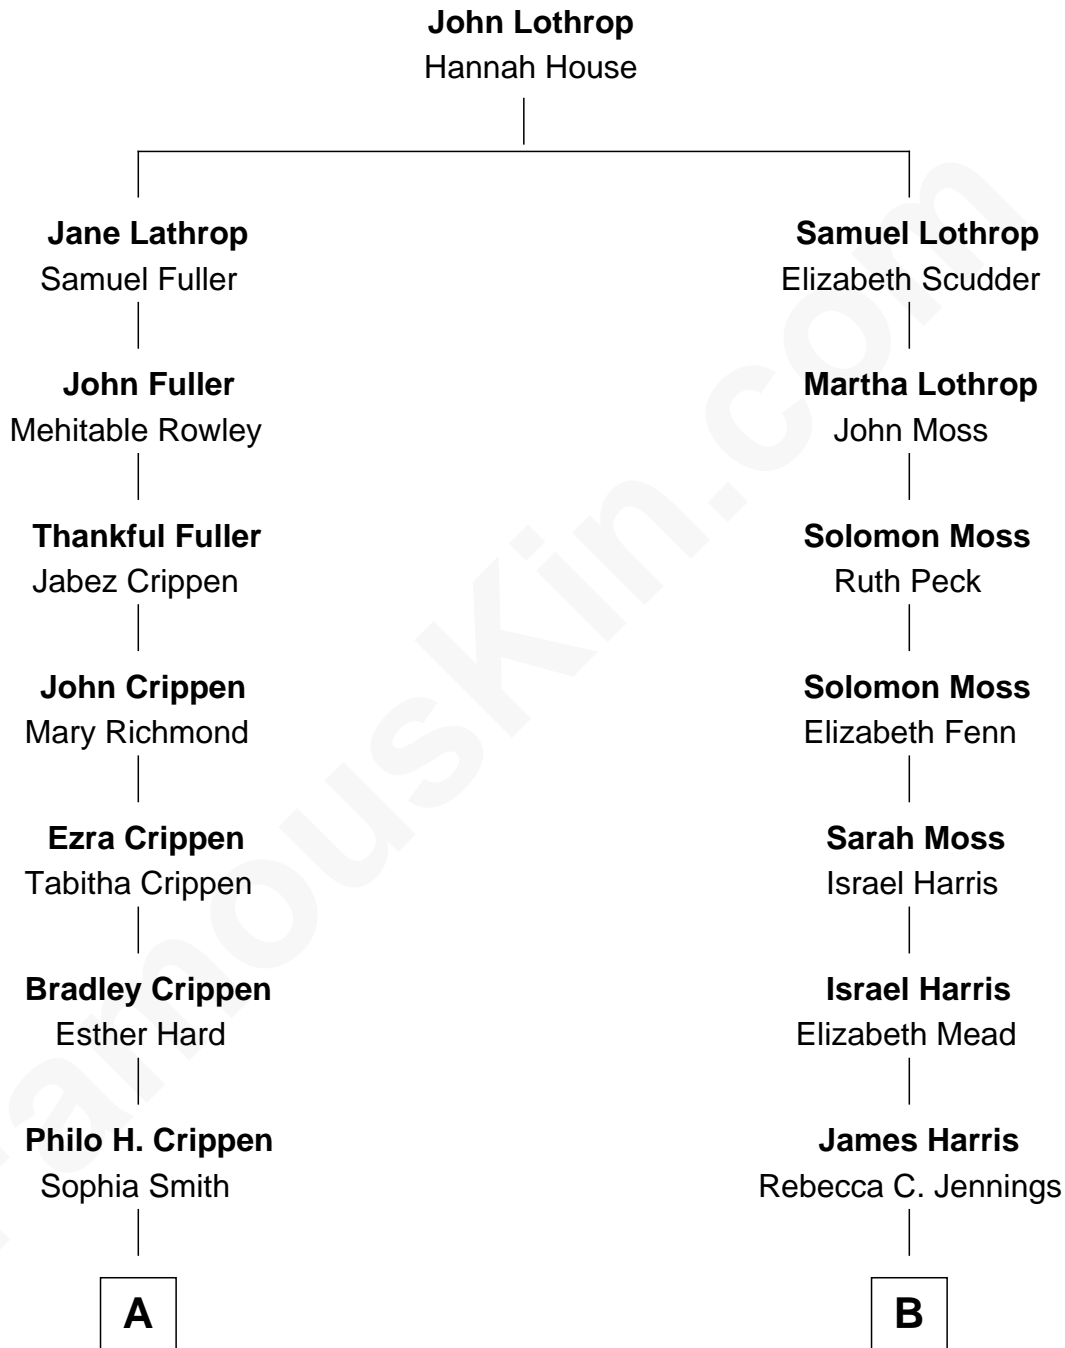 John Lothrop
Hannah House
Jane Lathrop
Samuel Fuller
John Fuller
Mehitable Rowley
Thankful Fuller
Jabez Crippen
John Crippen
Mary Richmond
Ezra Crippen
Tabitha Crippen
Bradley Crippen
Esther Hard
Philo H. Crippen
Sophia Smith
A
Samuel Lothrop
Elizabeth Scudder
Martha Lothrop
John Moss
Solomon Moss
Ruth Peck
Solomon Moss
Elizabeth Fenn
Sarah Moss
Israel Harris
Israel Harris
Elizabeth Mead
James Harris
Rebecca C. Jennings
B
FamousKin.com